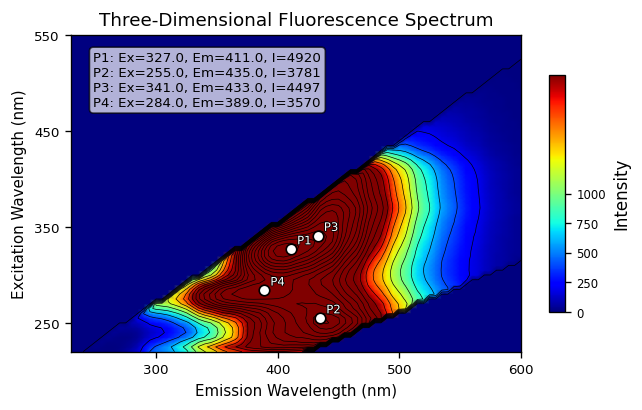 Three-Dimensional Fluorescence Spectrum
550
450
350
250
Excitation Wavelength (nm)
P1: Ex=327.0, Em=411.0, I=4920
P2: Ex=255.0, Em=435.0, I=3781
P3: Ex=341.0, Em=433.0, I=4497
P4: Ex=284.0, Em=389.0, I=3570
P3
P1
P4
P2
300
400
500
600
Emission Wavelength (nm)
1000
750
500
250
0
Intensity